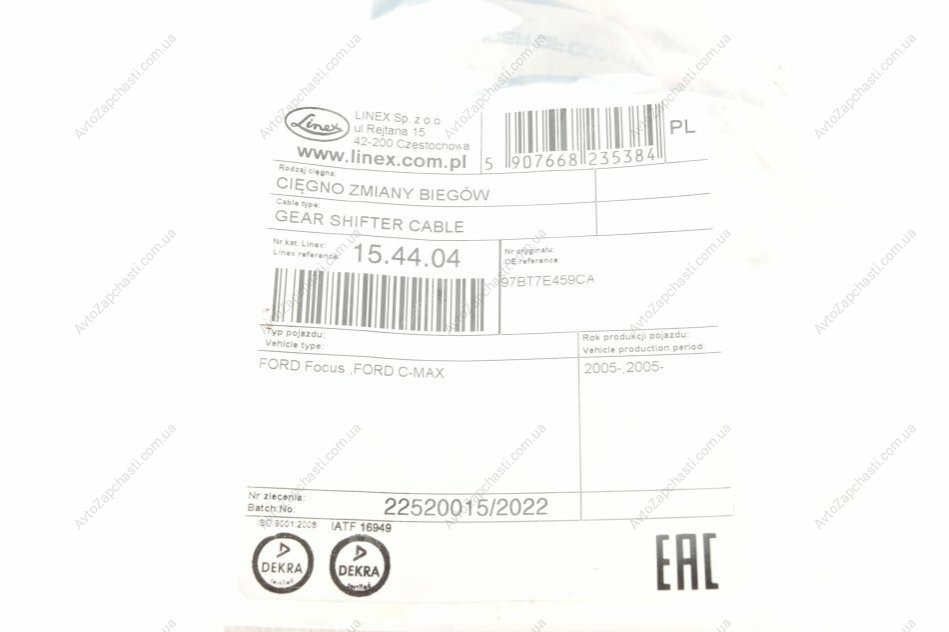 Linex
LINEX Sp. z o.o
ul.Rejtana 15
42-200 Częstochowa
www.linex.com.pl
5 907668 235384
PL
Rodzaj cięgna:
CIĘGNO ZMIANY BIEGÓW
Cable type:
GEAR SHIFTER CABLE
Nr kat. Linex:
Linex reference:
15.44.04
Nr oryginału:
OE reference
97BT7E459CA
Typ pojazdu:
Vehicle type:
FORD Focus ,FORD C-MAX
Rok produkcji pojazdu:
Vehicle production period:
2005-,2005-
Nr zlecenia:
Batch No:
22520015/2022
ISO 9001:2008
IATF 16949
DEKRA
certified
DEKRA
certified
EAC
AvtoZapchasti.com.ua